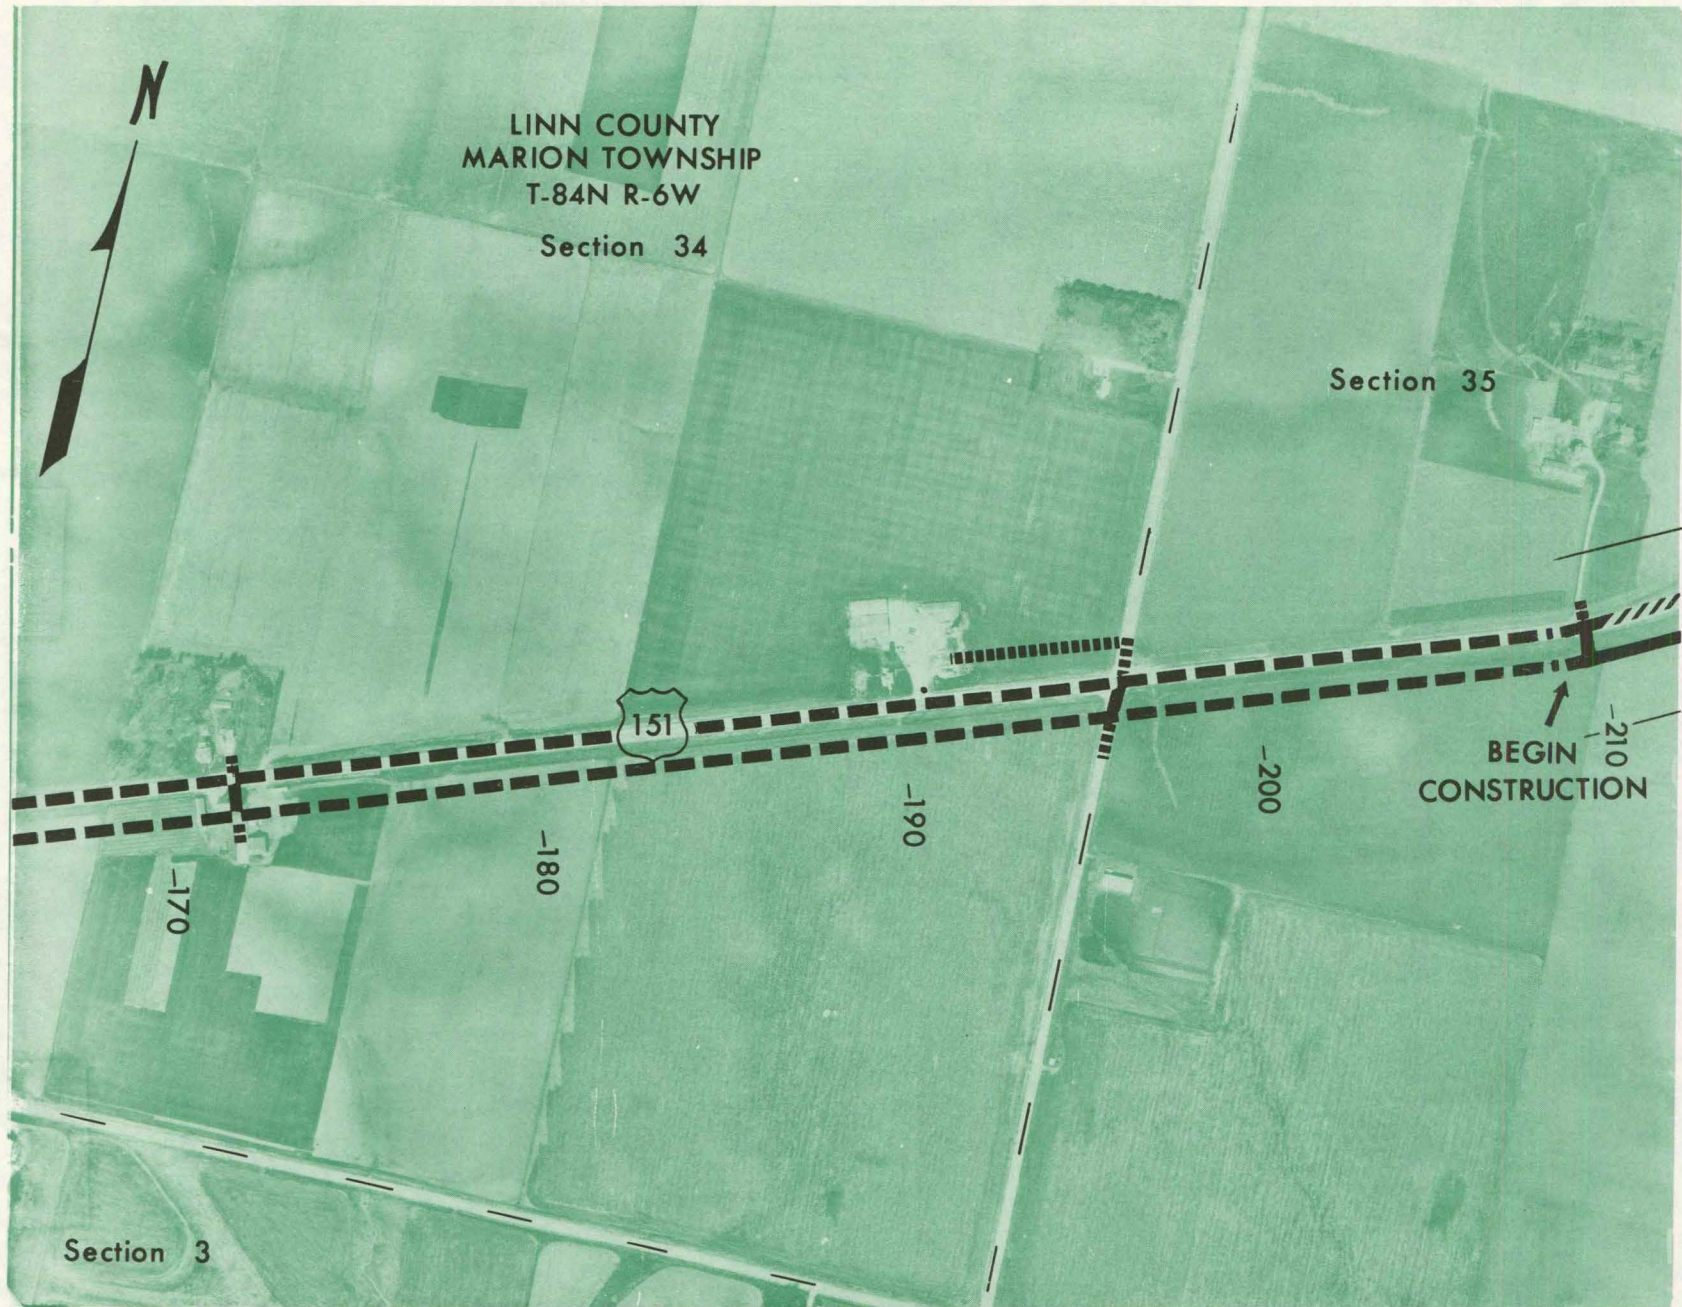 N
LINN COUNTY
MARION TOWNSHIP
T-84N R-6W
Section 34
Section 35
151
BEGIN
CONSTRUCTION
-170
-180
-190
-200
-210
Section 3